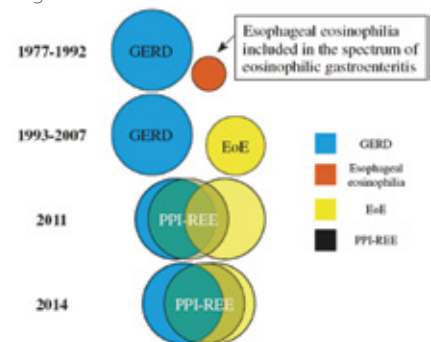 1977-1992
GERD
Esophageal eosinophilia
included in the spectrum of
eosinophilic gastroenteritis
1993-2007
GERD
EoE
GERD
Esophageal
eosinophilia
EoE
PPI-REE
2011
PPI-REE
2014
PPI-REE